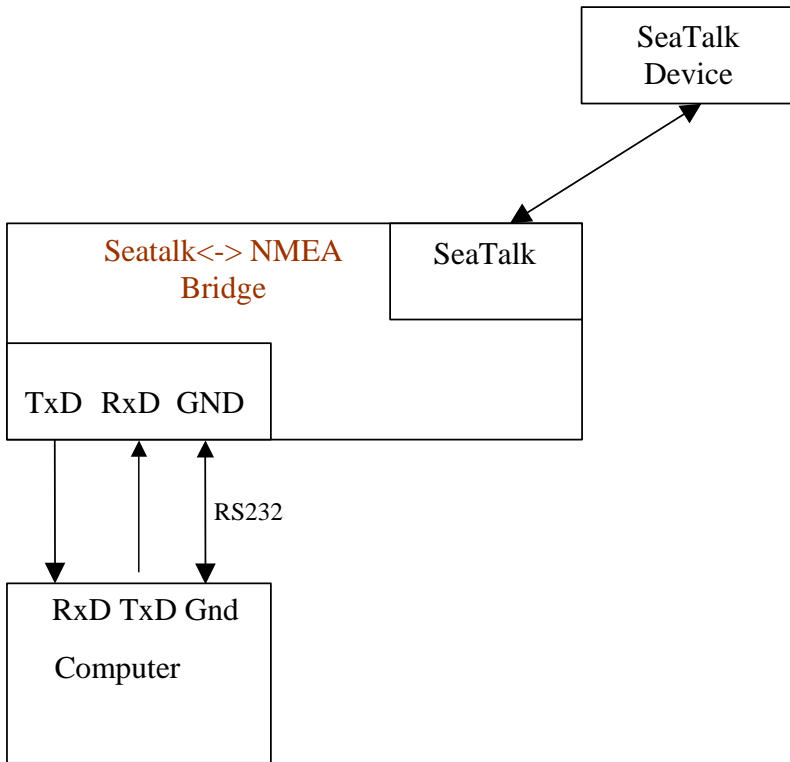 SeaTalk
Device
Seatalk<-> NMEA
Bridge
SeaTalk
TxD RxD GND
RS232
RxD TxD Gnd
Computer